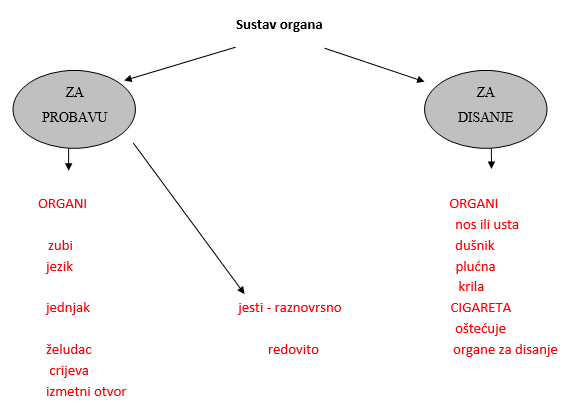 Sustav organa
ZA
PROBAVU
ZA
DISANJE
ORGANI
zubi
jezik
jednjak
želudac
crijeva
izmetni otvor
jesti - raznovrsno
redovito
ORGANI
nos ili usta
dušnik
plućna
krila
CIGARETA
oštećuje
organe za disanje